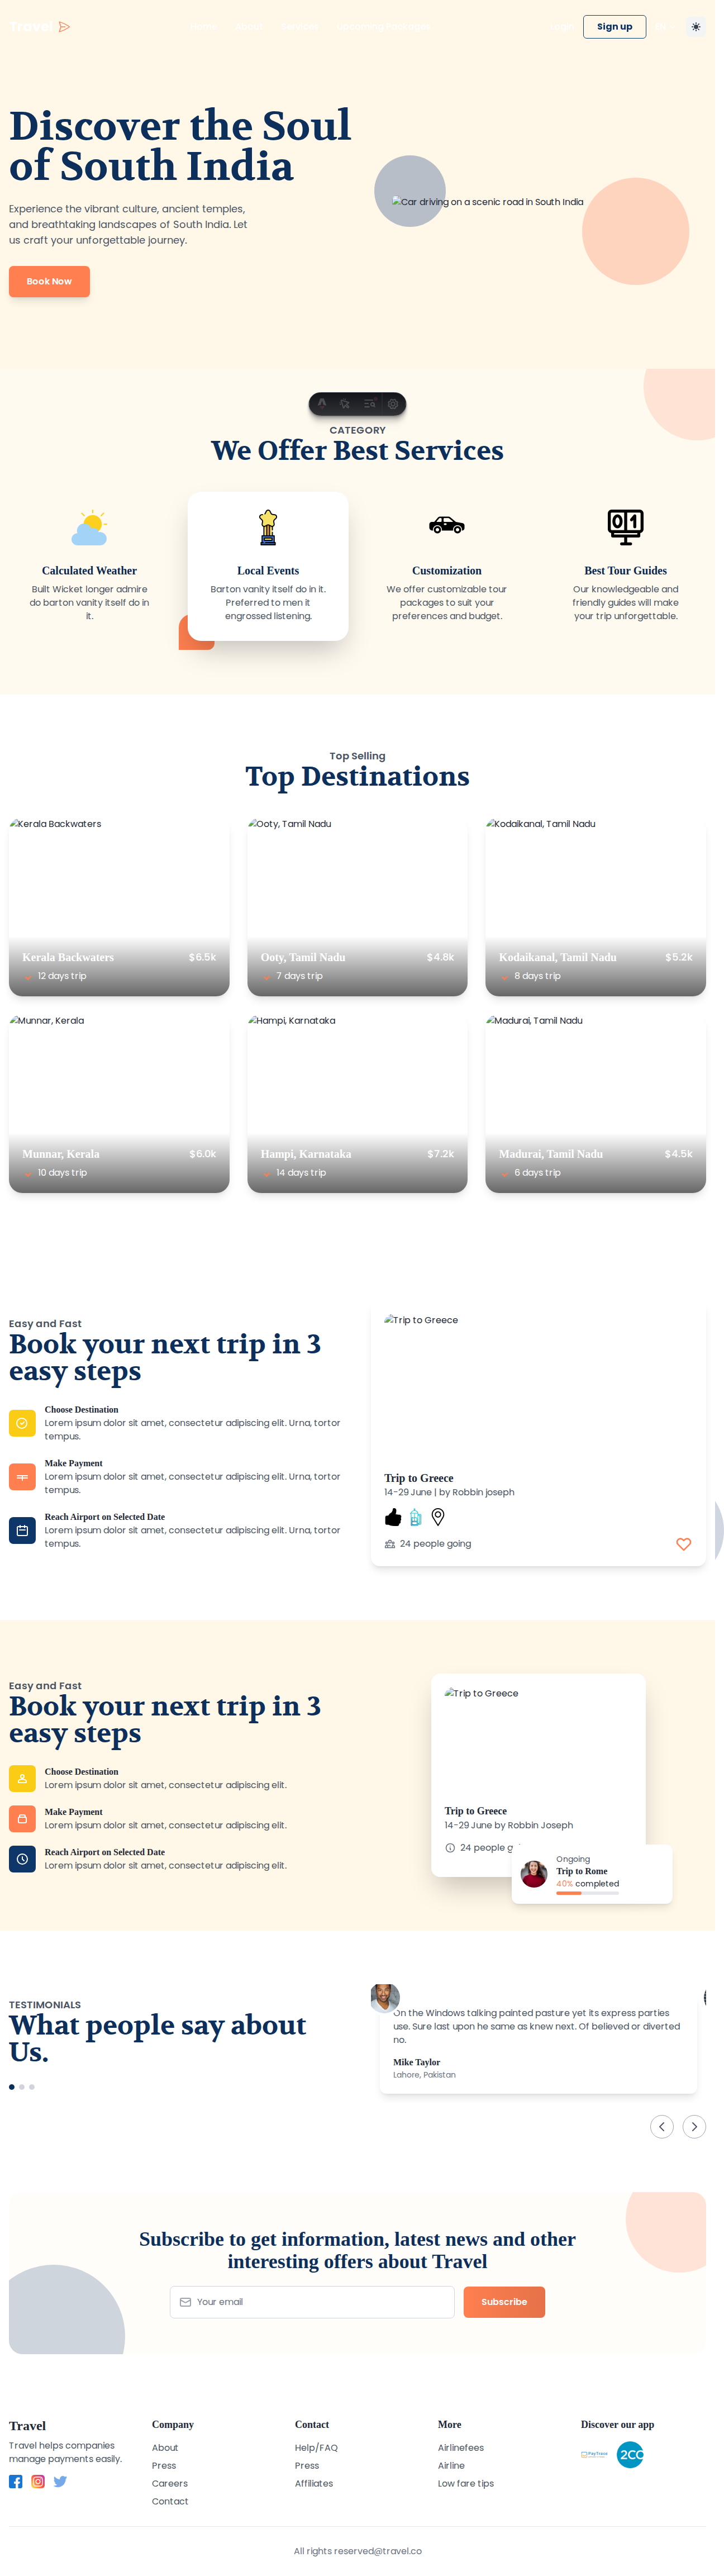 Travel
Home About Services Upcoming Packages
Login Sign up EN
Discover the Soul
of South India
Experience the vibrant culture, ancient temples,
and breathtaking landscapes of South India. Let
us craft your unforgettable journey.
Car driving on a scenic road in South India
Book Now
CATEGORY
We Offer Best Services
Calculated Weather
Built Wicket longer admire
do barton vanity itself do in
it.
Local Events
Barton vanity itself do in it.
Preferred to men it
engrossed listening.
Customization
We offer customizable tour
packages to suit your
preferences and budget.
01
Best Tour Guides
Our knowledgeable and
friendly guides will make
your trip unforgettable.
Top Selling
Top Destinations
Kerala Backwaters
Kerala Backwaters $6.5k
12 days trip
Ooty, Tamil Nadu
Ooty, Tamil Nadu $4.8k
7 days trip
Kodaikanal, Tamil Nadu
Kodaikanal, Tamil Nadu $5.2k
8 days trip
Munnar, Kerala
Munnar, Kerala $6.0k
10 days trip
Hampi, Karnataka
Hampi, Karnataka $7.2k
14 days trip
Madurai, Tamil Nadu
Madurai, Tamil Nadu $4.5k
6 days trip
Easy and Fast
Book your next trip in 3
easy steps
Choose Destination
Lorem ipsum dolor sit amet, consectetur adipiscing elit. Urna, tortor
tempus.
Make Payment
Lorem ipsum dolor sit amet, consectetur adipiscing elit. Urna, tortor
tempus.
Reach Airport on Selected Date
Lorem ipsum dolor sit amet, consectetur adipiscing elit. Urna, tortor
tempus.
Trip to Greece
Trip to Greece
14-29 June | by Robbin joseph
24 people going
Easy and Fast
Book your next trip in 3
easy steps
Choose Destination
Lorem ipsum dolor sit amet, consectetur adipiscing elit.
Make Payment
Lorem ipsum dolor sit amet, consectetur adipiscing elit.
Reach Airport on Selected Date
Lorem ipsum dolor sit amet, consectetur adipiscing elit.
Trip to Greece
Trip to Greece
14-29 June by Robbin Joseph
24 people
Ongoing
Trip to Rome
40% completed
TESTIMONIALS
What people say about
Us.
On the Windows talking painted pasture yet its express parties
use. Sure last upon he same as knew next. Of believed or diverted
no.
Mike Taylor
Lahore, Pakistan
Subscribe to get information, latest news and other
interesting offers about Travel
Your email
Subscribe
Travel
Travel helps companies
manage payments easily.
Company
About
Press
Careers
Contact
Contact
Help/FAQ
Press
Affiliates
More
Airlinefees
Airline
Low fare tips
Discover our app
PayTrace
2CO
All rights reserved@travel.co